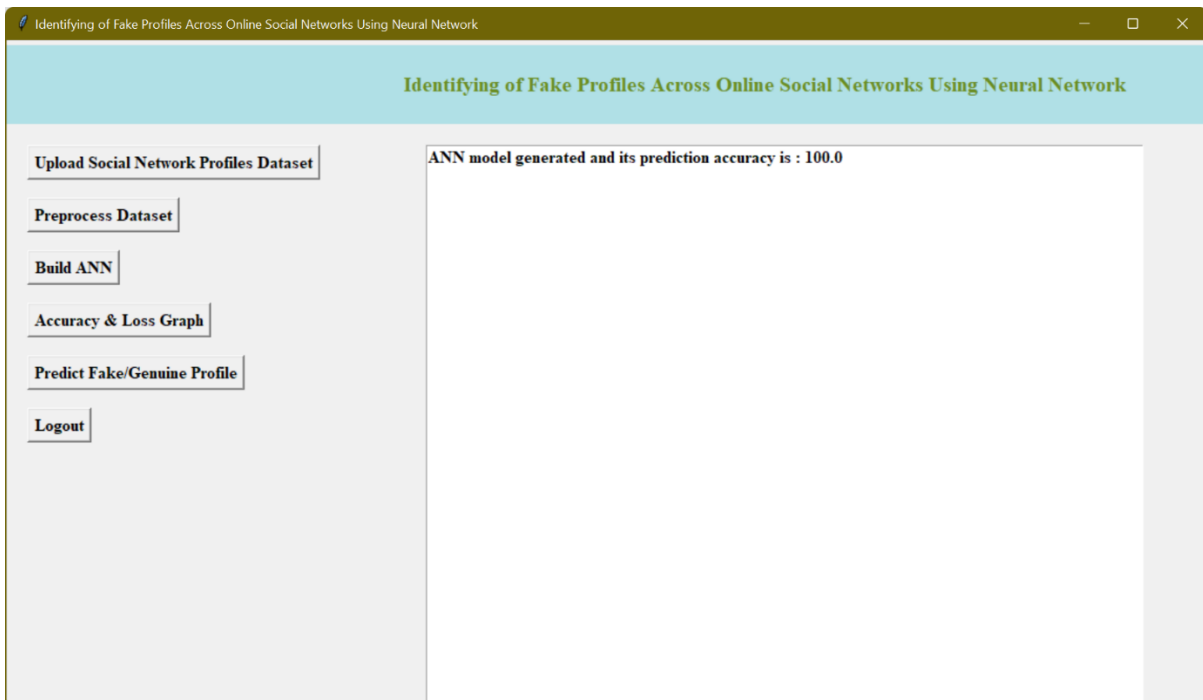 Identifying of Fake Profiles Across Online Social Networks Using Neural Network
Identifying of Fake Profiles Across Online Social Networks Using Neural Network
Upload Social Network Profiles Dataset
Preprocess Dataset
Build ANN
Accuracy & Loss Graph
Predict Fake/Genuine Profile
Logout
ANN model generated and its prediction accuracy is : 100.0